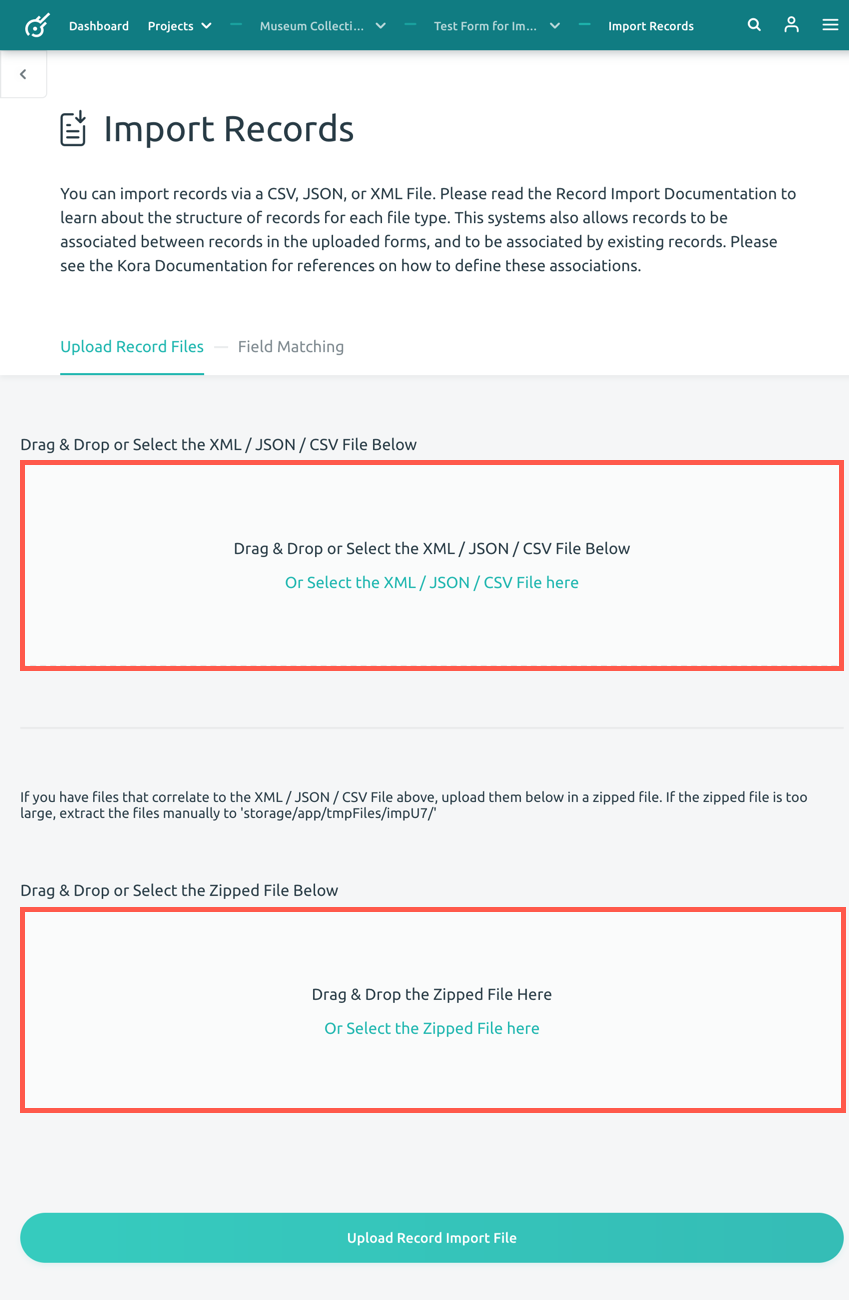 Dashboard Projects Museum Collecti... Test Form for Im... Import Records
Import Records
You can import records via a CSV, JSON, or XML File. Please read the Record Import Documentation to
learn about the structure of records for each file type. This systems also allows records to be
associated between records in the uploaded forms, and to be associated by existing records. Please
see the Kora Documentation for references on how to define these associations.
Upload Record Files — Field Matching
Drag & Drop or Select the XML / JSON / CSV File Below
Drag & Drop or Select the XML / JSON / CSV File Below
Or Select the XML / JSON / CSV File here
If you have files that correlate to the XML / JSON / CSV File above, upload them below in a zipped file. If the zipped file is too
large, extract the files manually to 'storage/app/tmpFiles/impU7/'
Drag & Drop or Select the Zipped File Below
Drag & Drop the Zipped File Here
Or Select the Zipped File here
Upload Record Import File